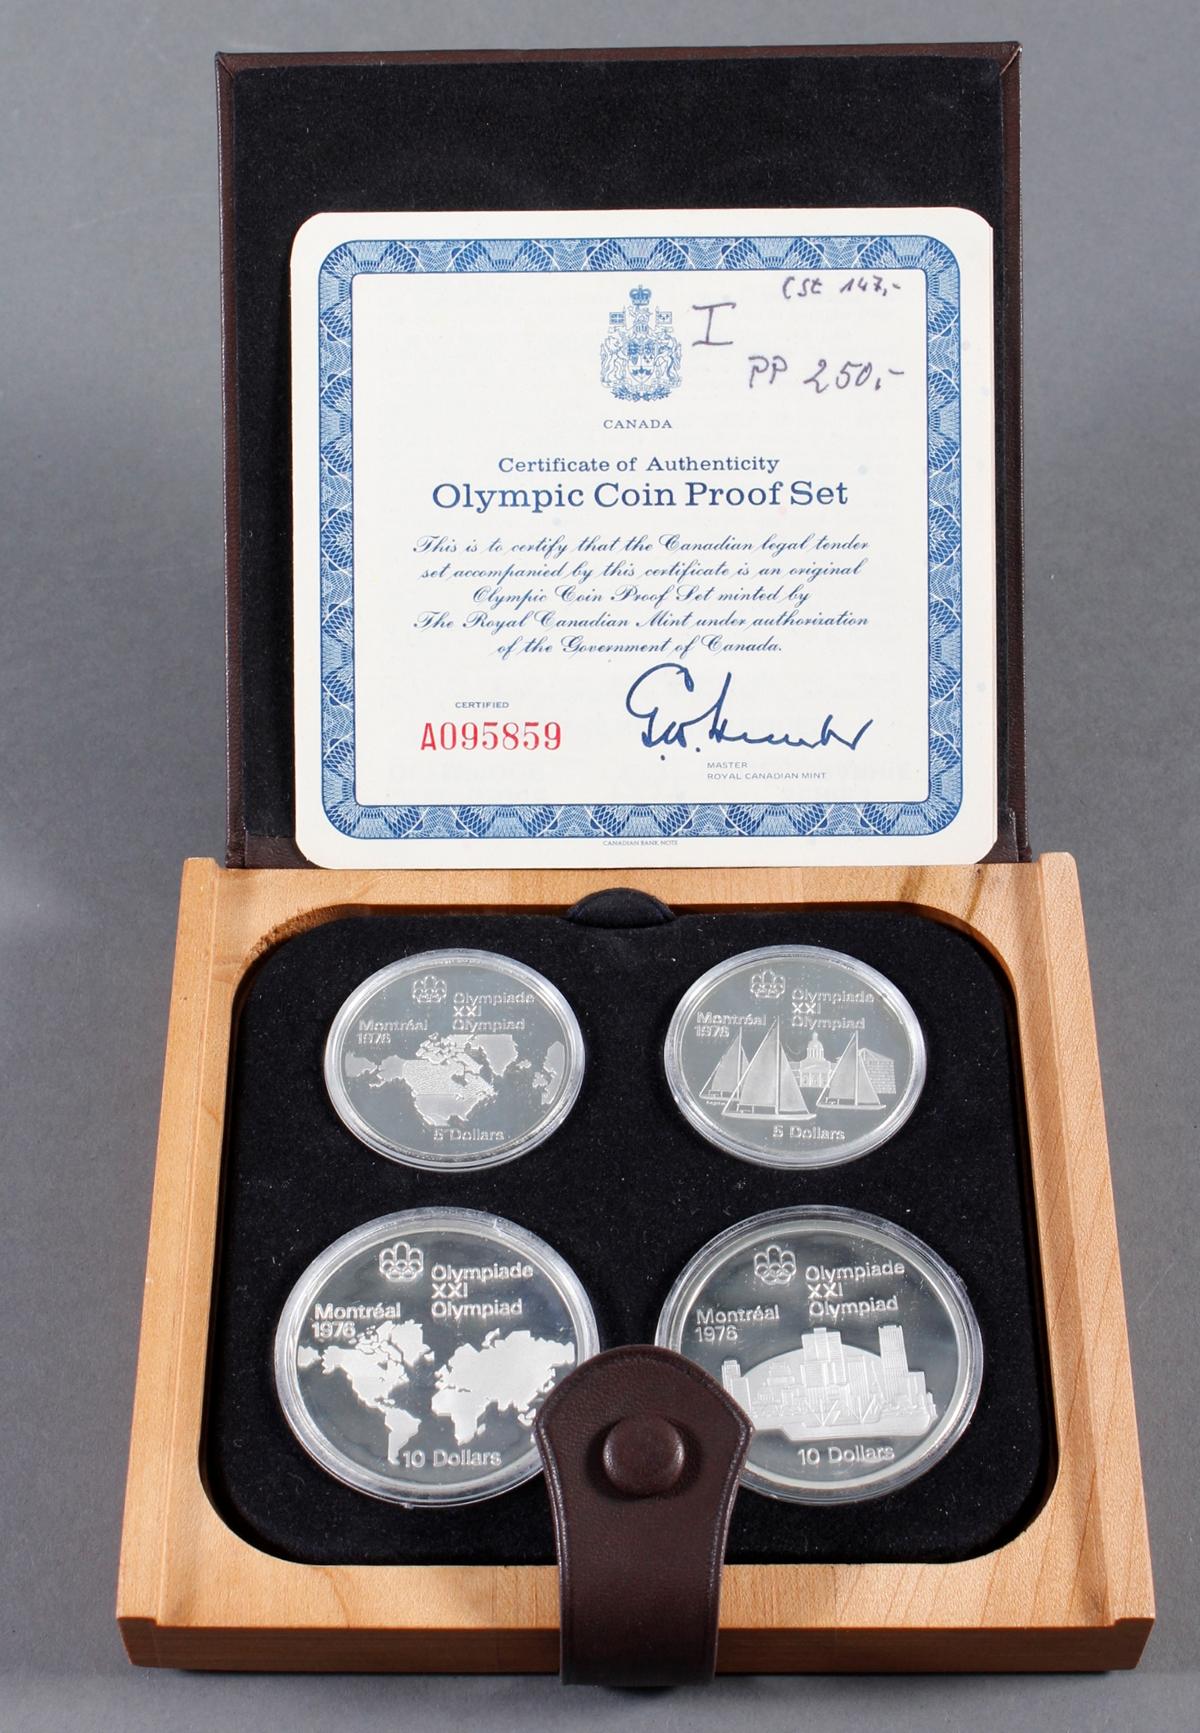 I
cSt 147,-
PP 250,-
CANADA
Certificate of Authenticity
Olympic Coin Proof Set
This is to certify that the Canadian legal tender
set accompanied by this certificate is an original
Olympic Coin Proof Set minted by
The Royal Canadian Mint under authorization
of the Government of Canada.
CERTIFIED
A095859
MASTER
ROYAL CANADIAN MINT
CANADIAN BANK NOTE
Olympiade
XXI
Montréal Olympiad
1976
5 Dollars
Olympiade
XXI
Montréal Olympiad
1976
5 Dollars
Olympiade
XXI
Montréal Olympiad
1976
10 Dollars
Olympiade
XXI
Montréal Olympiad
1976
10 Dollars